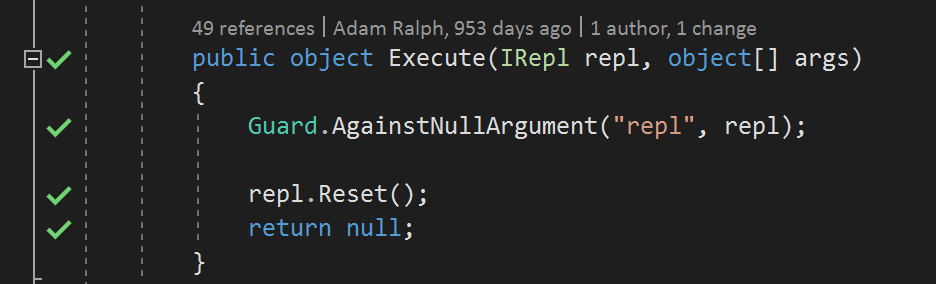 49 references | Adam Ralph, 953 days ago | 1 author, 1 change
public object Execute(IRepl repl, object[] args)
{
Guard.AgainstNullArgument("repl", repl);
repl.Reset();
return null;
}